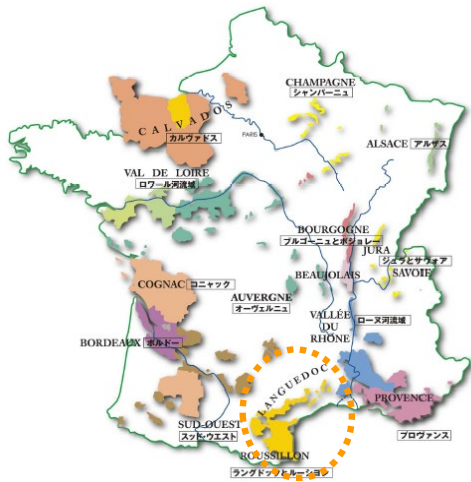 CHAMPAGNE
シャンパーニュ
CALVADOS
カルヴァドス
PARIS
ALSACE アルザス
VAL DE LOIRE
ロワール河流域
BOURGOGNE
ブルゴーニュとボジョレー
JURA
ジュラとサヴォア
SAVOIE
BEAUJOLAIS
COGNAC コニャック
AUVERGNE
オーヴェルニュ
VALLÉE
DU
RHÔNE
ローヌ河流域
BORDEAUX ボルドー
LANGUEDOC
PROVENCE
プロヴァンス
SUD-OUEST
スッド・ウエスト
ROUSSILLON
ラングドックとルーション